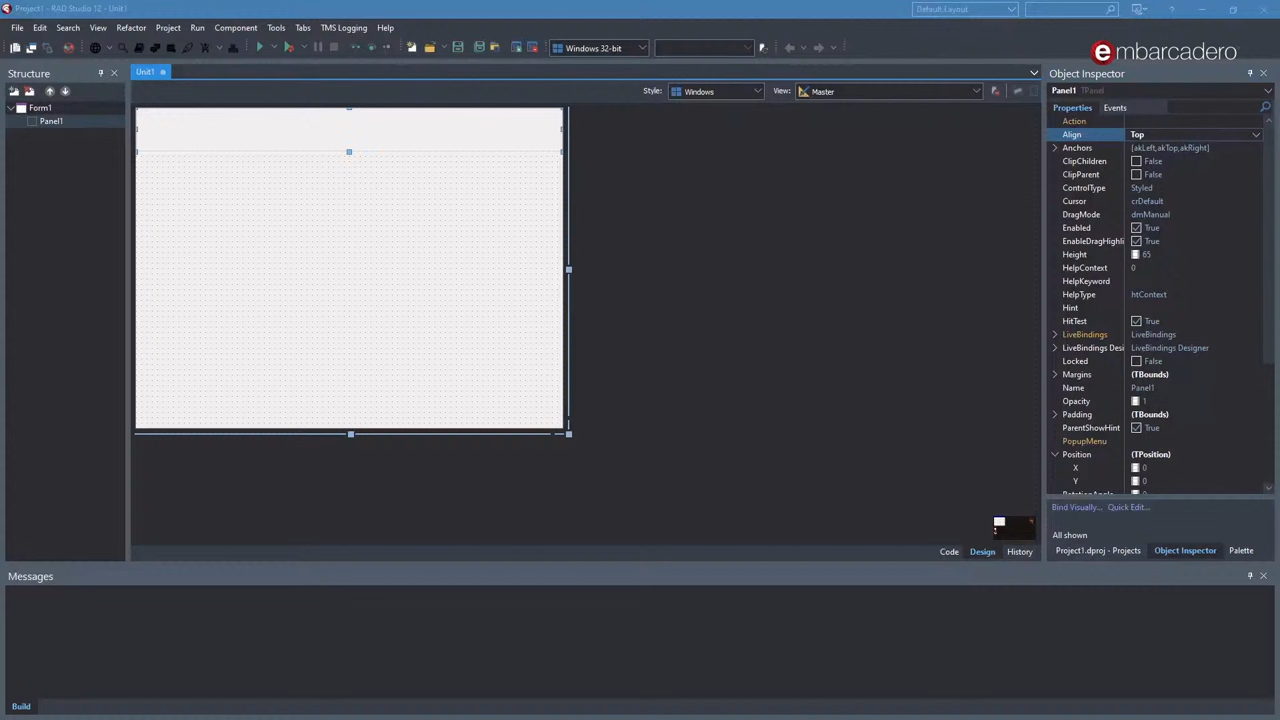 Project1 - RAD Studio 12 - Unit1
Default Layout
File Edit Search View Refactor Project Run Component Tools Tabs TMS Logging Help
Windows 32-bit
embarcadero
Structure
Unit1
Object Inspector
Style: Windows View: Master
Panel1 TPanel
Form1
Panel1
Properties Events
Action
Align Top
Anchors [akLeft,akTop,akRight]
ClipChildren False
ClipParent False
ControlType Styled
Cursor crDefault
DragMode dmManual
Enabled True
EnableDragHighli True
Height 65
HelpContext 0
HelpKeyword
HelpType htContext
Hint
HitTest True
LiveBindings LiveBindings
LiveBindings Desi LiveBindings Designer
Locked False
Margins (TBounds)
Name Panel1
Opacity 1
Padding (TBounds)
ParentShowHint True
PopupMenu
Position (TPosition)
X 0
Y 0
RotationAngle 0
Bind Visually... Quick Edit...
All shown
Code Design History
Project1.dproj - Projects Object Inspector Palette
Messages
Build